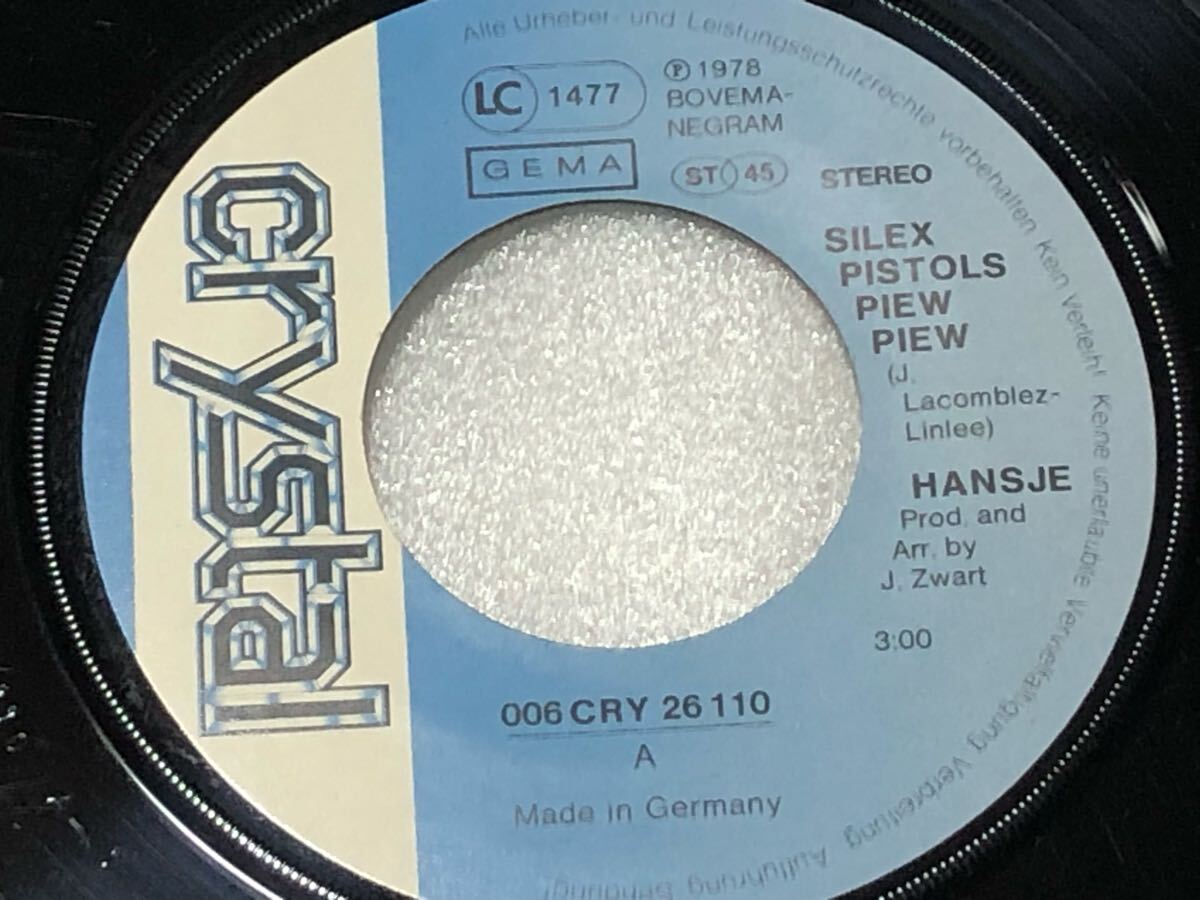 Alle Urheber- und Leistungsschutzrechte vorbehalten Kein Verleih! Keine unerlaubte Vervielfältigung Verbreitung Aufführung Sendung
LC 1477
GEMA
Ⓟ 1978
BOVEMA-
NEGRAM
ST 45
STEREO
crystal
SILEX
PISTOLS
PIEW
PIEW
(J.
Lacomblez-
Linlee)
HANSJE
Prod. and
Arr. by
J. Zwart
3:00
006 CRY 26 110
A
Made in Germany